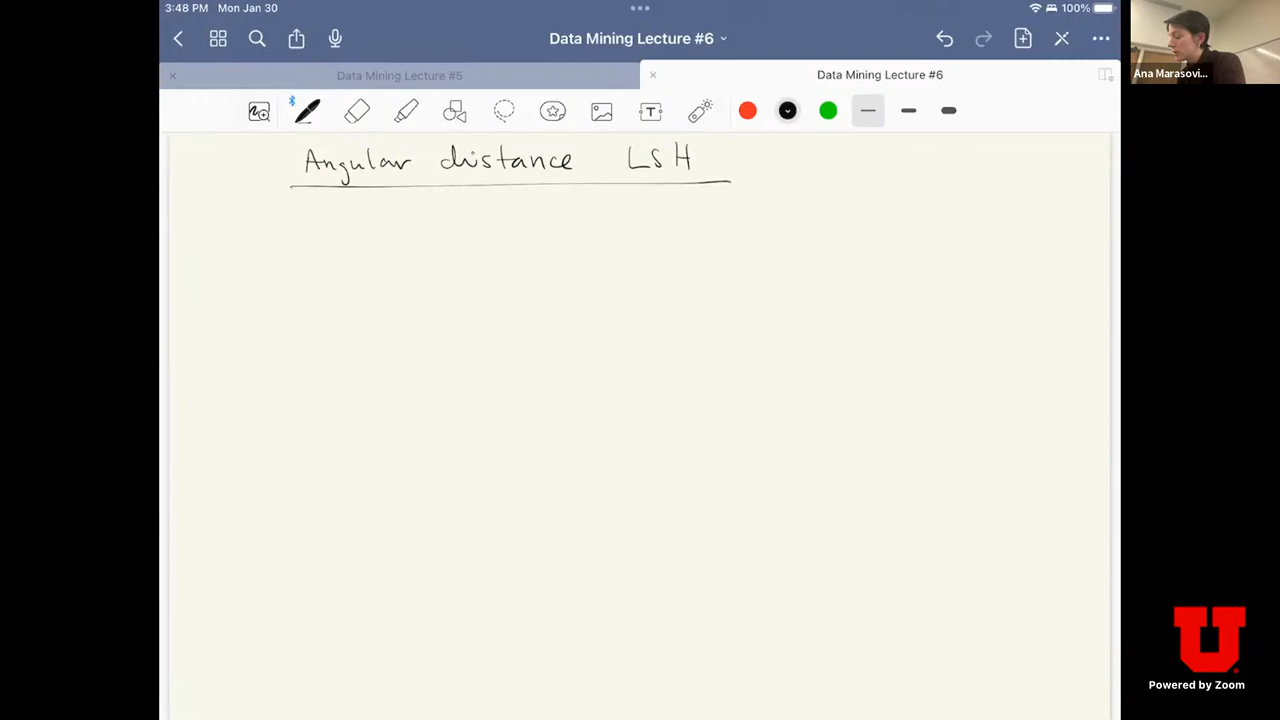 3:48 PM Mon Jan 30
100%
Data Mining Lecture #6
Data Mining Lecture #5
Data Mining Lecture #6
T
Angular distance LSH
Ana Marasovi...
U
Powered by Zoom